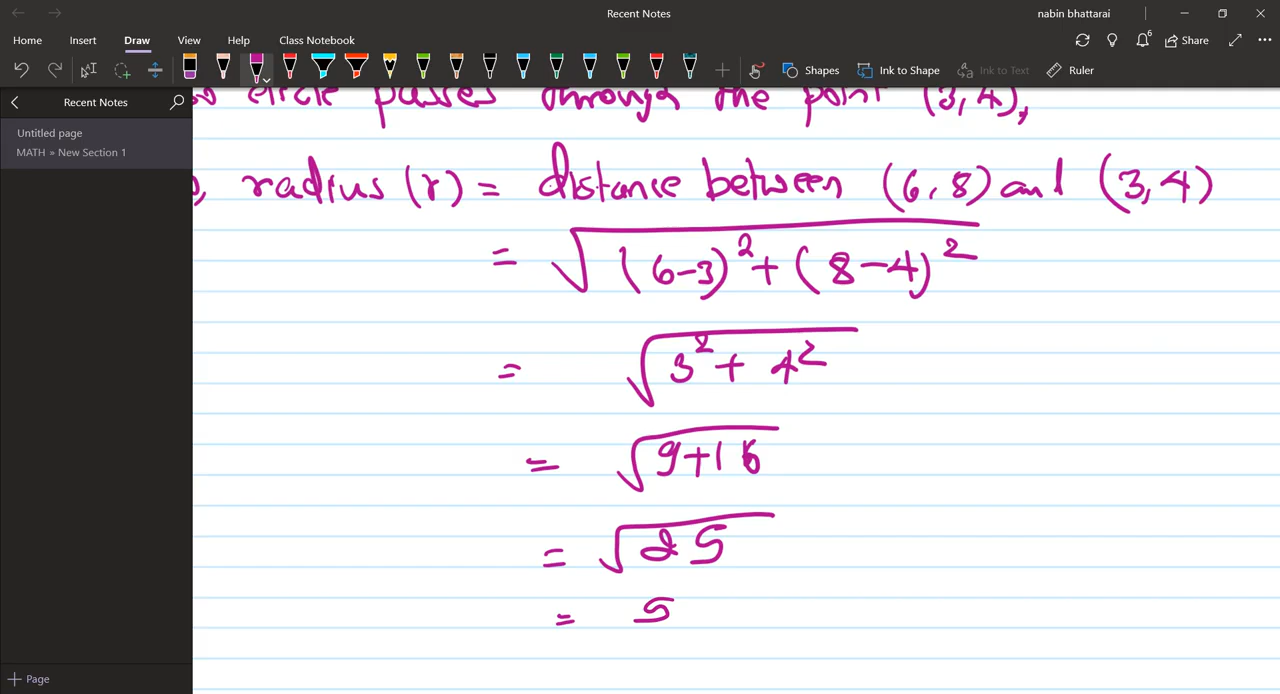 Recent Notes
nabin bhattarai
Home Insert Draw View Help Class Notebook
Share
Shapes Ink to Shape Ink to Text Ruler
Recent Notes
Untitled page
MATH » New Section 1
circle passes through the point (3,4),
radius (r) = distance between (6,8) and (3,4)
= √(6-3)² + (8-4)²
= √3² + 4²
= √9+16
= √25
= 5
+ Page